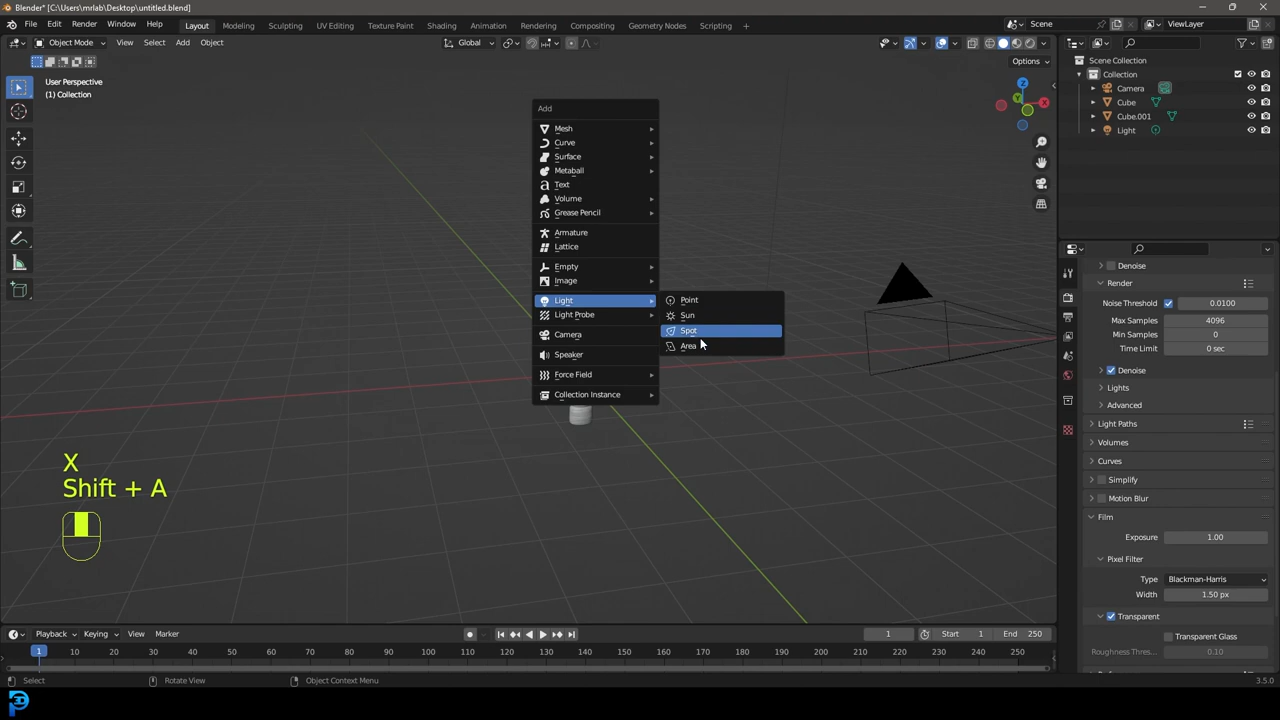 Blender* [C:\Users\mrlab\Desktop\untitled.blend]
File Edit Render Window Help Layout Modeling Sculpting UV Editing Texture Paint Shading Animation Rendering Compositing Geometry Nodes Scripting + Scene ViewLayer
Object Mode View Select Add Object Global
Options
User Perspective
(1) Collection
Z
X
Y
Add
Mesh
Curve
Surface
Metaball
Text
Volume
Grease Pencil
Armature
Lattice
Empty
Image
Light
Light Probe
Camera
Speaker
Force Field
Collection Instance
Point
Sun
Spot
Area
Scene Collection
Collection
Camera
Cube
Cube.001
Light
Denoise
Render
Noise Threshold 0.0100
Max Samples 4096
Min Samples 0
Time Limit 0 sec
Denoise
Lights
Advanced
Light Paths
Volumes
Curves
Simplify
Motion Blur
Film
Exposure 1.00
Pixel Filter
Type Blackman-Harris
Width 1.50 px
Transparent
Transparent Glass
Roughness Thres... 0.10
X
Shift + A
Playback Keying View Marker 1 Start 1 End 250
1 10 20 30 40 50 60 70 80 90 100 110 120 130 140 150 160 170 180 190 200 210 220 230 240 250
Select Rotate View Object Context Menu 3.5.0